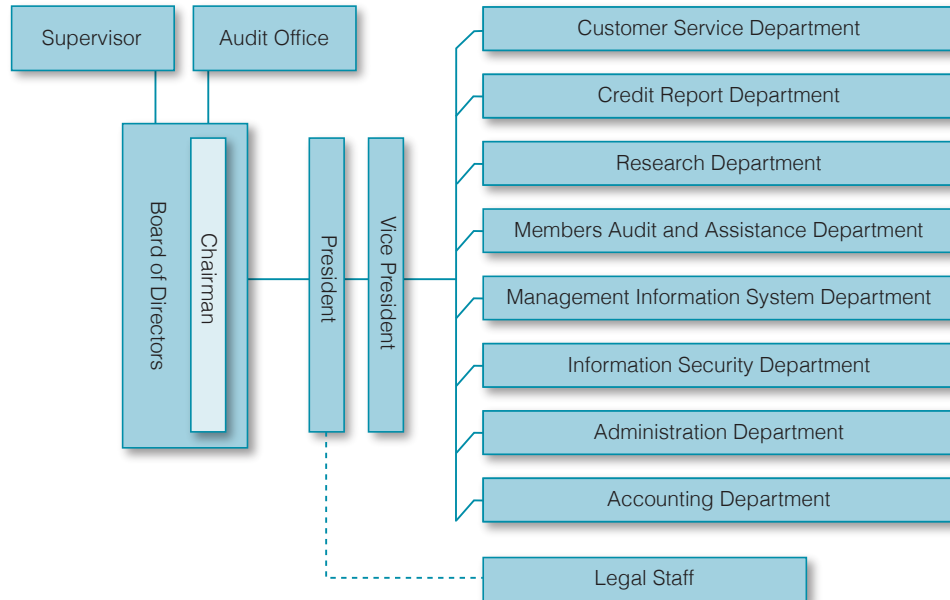 Supervisor
Audit Office
Board of Directors
Chairman
President
Vice President
Customer Service Department
Credit Report Department
Research Department
Members Audit and Assistance Department
Management Information System Department
Information Security Department
Administration Department
Accounting Department
Legal Staff